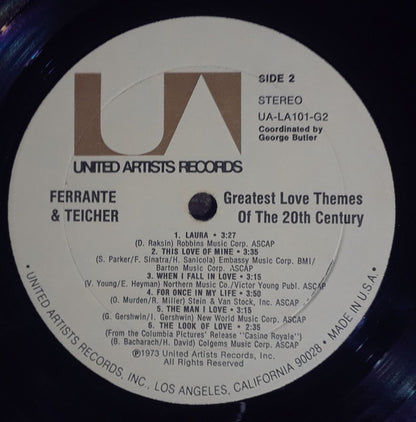 UA
UNITED ARTISTS RECORDS
SIDE 2
STEREO
UA-LA101-G2
Coordinated by
George Butler
FERRANTE
& TEICHER
Greatest Love Themes
Of The 20th Century
1. LAURA • 3:27
(D. Raksin) Robbins Music Corp. ASCAP
2. THIS LOVE OF MINE • 3:35
(S. Parker/F. Sinatra/H. Sanicola) Embassy Music Corp. BMI/
Barton Music Corp. ASCAP
3. WHEN I FALL IN LOVE • 3:15
(V. Young/E. Heyman) Northern Music Co./Victor Young Publ. ASCAP
4. FOR ONCE IN MY LIFE • 3:50
(O. Murden/R. Miller) Stein & Van Stock, Inc. ASCAP
5. THE MAN I LOVE • 3:15
(G. Gershwin/I. Gershwin) New World Music Corp. ASCAP
6. THE LOOK OF LOVE • 2:35
(From the Columbia Pictures' Release "Casino Royale")
(B. Bacharach/H. David) Colgems Music Corp. ASCAP
℗1973 United Artists Records, Inc.
All Rights Reserved
• UNITED ARTISTS RECORDS, INC., LOS ANGELES, CALIFORNIA 90028 • MADE IN U.S.A. •